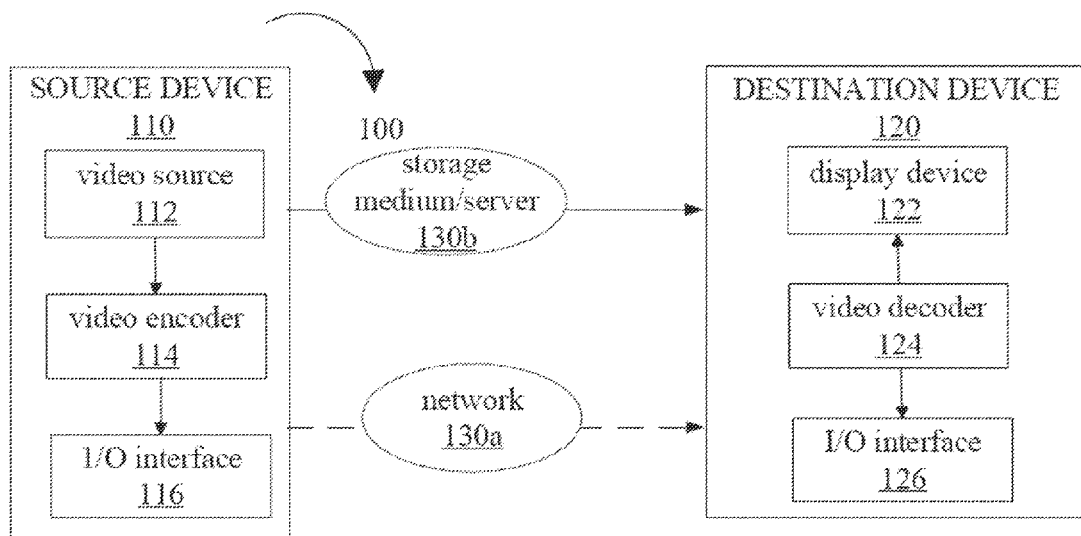 SOURCE DEVICE
110
video source
112
video encoder
114
I/O interface
116
100
storage
medium/server
130b
network
130a
DESTINATION DEVICE
120
display device
122
video decoder
124
I/O interface
126